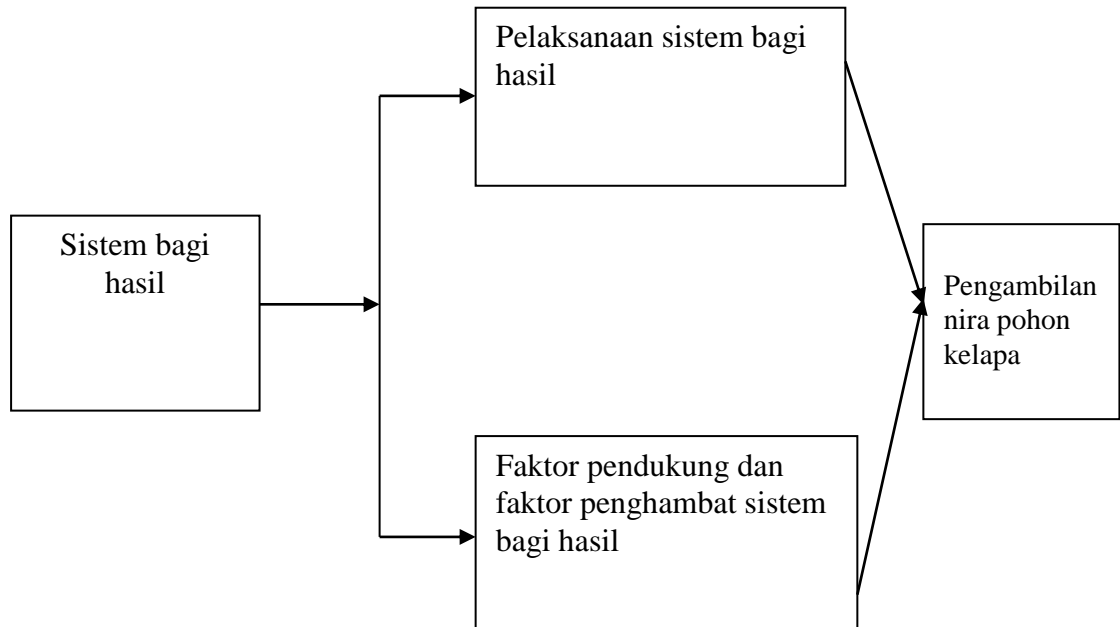 Pelaksanaan sistem bagi
hasil
Sistem bagi
hasil
Pengambilan
nira pohon
kelapa
Faktor pendukung dan
faktor penghambat sistem
bagi hasil